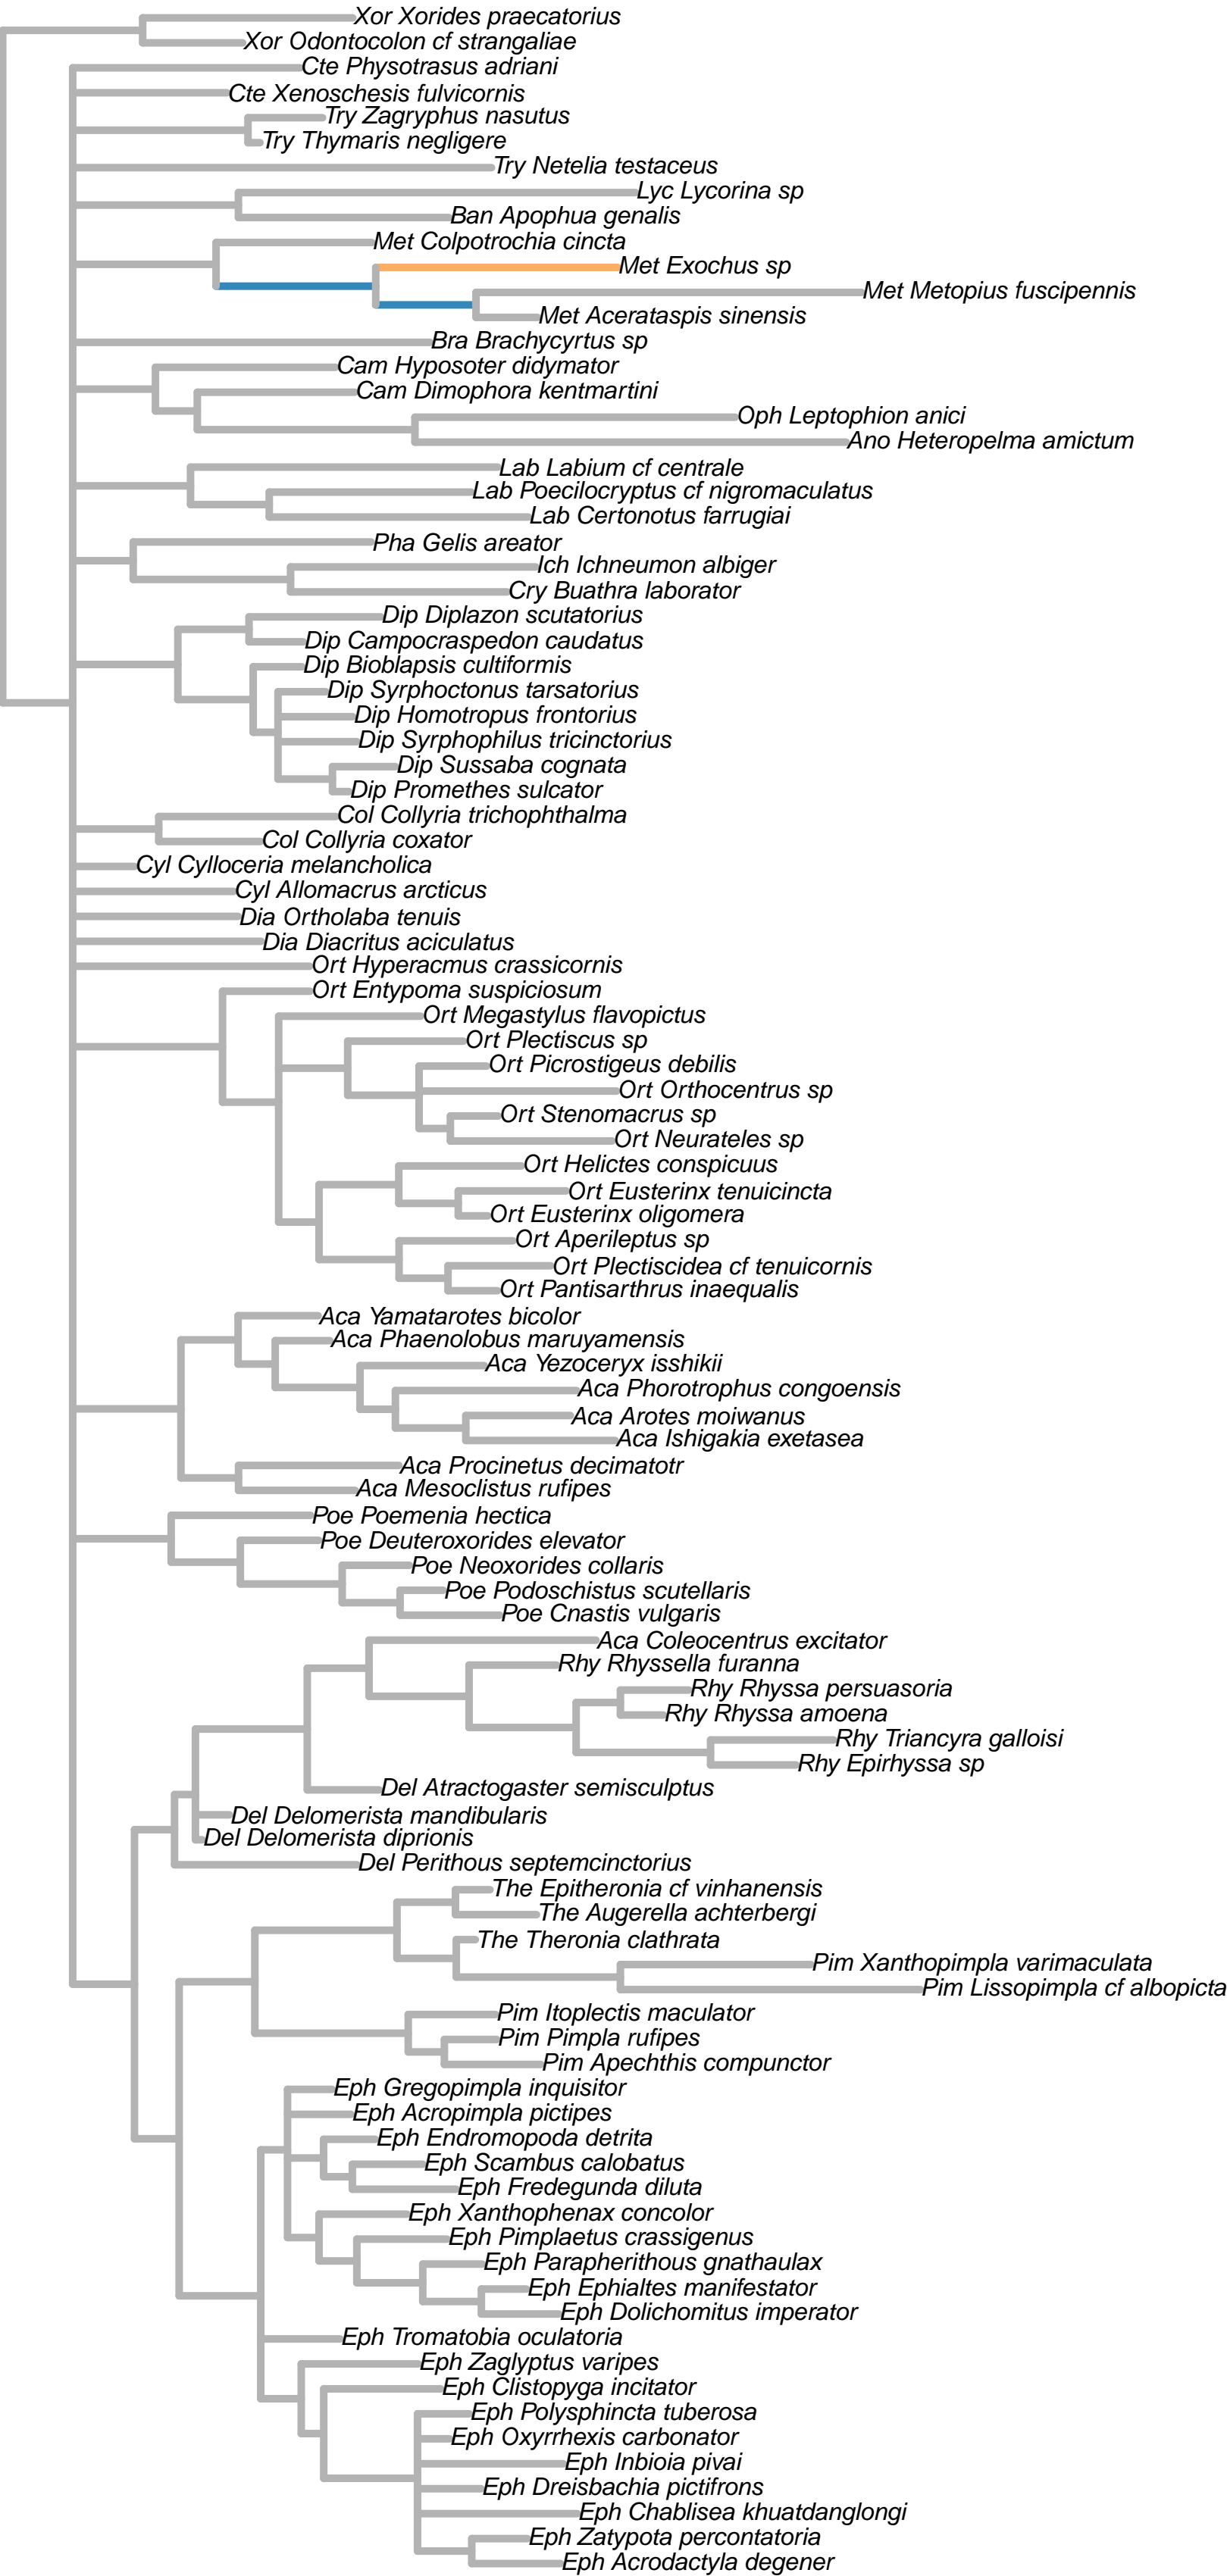 Xor Xorides praecatorius
Xor Odontocolon cf strangaliae
Cte Physotrasus adriani
Cte Xenoschesis fulvicornis
Try Zagryphus nasutus
Try Thymaris negligere
Try Netelia testaceus
Lyc Lycorina sp
Ban Apophua genalis
Met Colpotrochia cincta
Met Exochus sp
Met Metopius fuscipennis
Met Acerataspis sinensis
Bra Brachycyrtus sp
Cam Hyposoter didymator
Cam Dimophora kentmartini
Oph Leptophion anici
Ano Heteropelma amictum
Lab Labium cf centrale
Lab Poecilocryptus cf nigromaculatus
Lab Certonotus farrugiai
Pha Gelis areator
Ich Ichneumon albiger
Cry Buathra laborator
Dip Diplazon scutatorius
Dip Campocraspedon caudatus
Dip Bioblapsis cultiformis
Dip Syrphoctonus tarsatorius
Dip Homotropus frontorius
Dip Syrphophilus tricinctorius
Dip Sussaba cognata
Dip Promethes sulcator
Col Collyria trichophthalma
Col Collyria coxator
Cyl Cylloceria melancholica
Cyl Allomacrus arcticus
Dia Ortholaba tenuis
Dia Diacritus aciculatus
Ort Hyperacmus crassicornis
Ort Entypoma suspiciosum
Ort Megastylus flavopictus
Ort Plectiscus sp
Ort Picrostigeus debilis
Ort Orthocentrus sp
Ort Stenomacrus sp
Ort Neurateles sp
Ort Helictes conspicuus
Ort Eusterinx tenuicincta
Ort Eusterinx oligomera
Ort Aperileptus sp
Ort Plectiscidea cf tenuicornis
Ort Pantisarthrus inaequalis
Aca Yamatarotes bicolor
Aca Phaenolobus maruyamensis
Aca Yezoceryx isshikii
Aca Phorotrophus congoensis
Aca Arotes moiwanus
Aca Ishigakia exetasea
Aca Procinetus decimatotr
Aca Mesoclistus rufipes
Poe Poemenia hectica
Poe Deuteroxorides elevator
Poe Neoxorides collaris
Poe Podoschistus scutellaris
Poe Cnastis vulgaris
Aca Coleocentrus excitator
Rhy Rhyssella furanna
Rhy Rhyssa persuasoria
Rhy Rhyssa amoena
Rhy Triancyra galloisi
Rhy Epirhyssa sp
Del Atractogaster semisculptus
Del Delomerista mandibularis
Del Delomerista diprionis
Del Perithous septemcinctorius
The Epitheronia cf vinhanensis
The Augerella achterbergi
The Theronia clathrata
Pim Xanthopimpla varimaculata
Pim Lissopimpla cf albopicta
Pim Itoplectis maculator
Pim Pimpla rufipes
Pim Apechthis compunctor
Eph Gregopimpla inquisitor
Eph Acropimpla pictipes
Eph Endromopoda detrita
Eph Scambus calobatus
Eph Fredegunda diluta
Eph Xanthophenax concolor
Eph Pimplaetus crassigenus
Eph Parapherithous gnathaulax
Eph Ephialtes manifestator
Eph Dolichomitus imperator
Eph Tromatobia oculatoria
Eph Zaglyptus varipes
Eph Clistopyga incitator
Eph Polysphincta tuberosa
Eph Oxyrrhexis carbonator
Eph Inbioia pivai
Eph Dreisbachia pictifrons
Eph Chablisea khuatdanglongi
Eph Zatypota percontatoria
Eph Acrodactyla degener